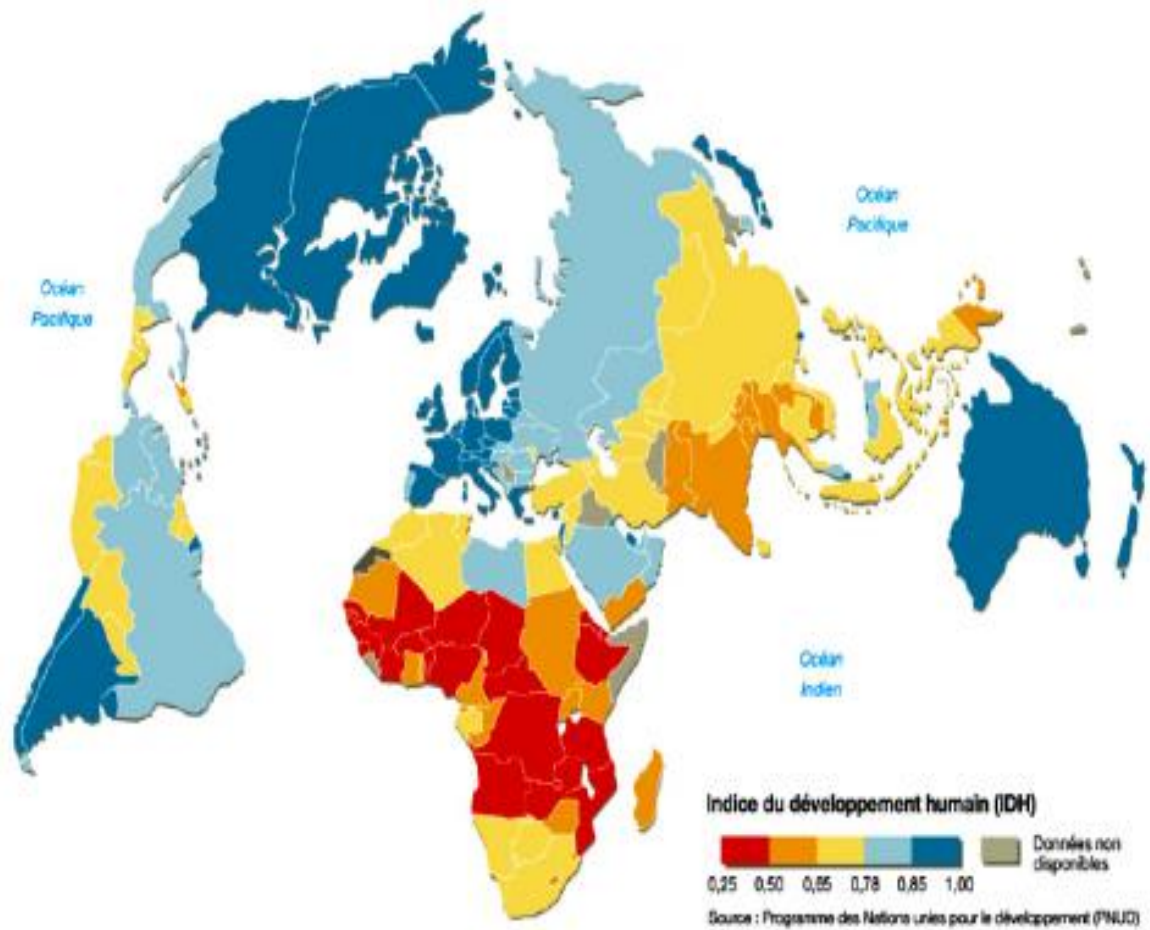 Océan
Pacifique
Océan
Pacifique
Océan
Indien
Indice du développement humain (IDH)
Données non
disponibles
0,25 0,50 0,65 0,78 0,85 1,00
Source : Programme des Nations unies pour le développement (PNUD)